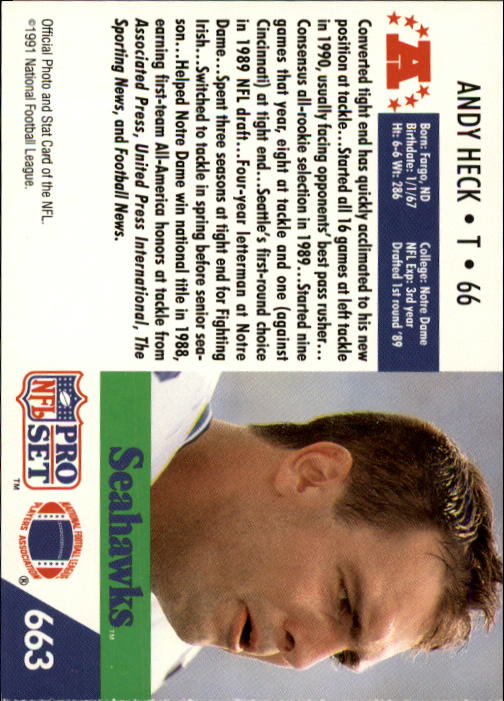 ANDY HECK • T • 66
A
Born: Fargo, ND
Birthdate: 1/1/67
Ht: 6-6 Wt: 286
College: Notre Dame
NFL Exp: 3rd year
Drafted 1st round '89
Converted tight end has quickly acclimated to his new
position at tackle...Started all 16 games at left tackle
in 1990, usually facing opponents' best pass rusher...
Consensus all-rookie selection in 1989...Started nine
games that year, eight at tackle and one (against
Cincinnati) at tight end...Seattle's first-round choice
in 1989 NFL draft...Four-year letterman at Notre
Dame...Spent three seasons at tight end for Fighting
Irish...Switched to tackle in spring before senior sea-
son...Helped Notre Dame win national title in 1988,
earning first-team All-America honors at tackle from
Associated Press, United Press International, The
Sporting News, and Football News.
Official Photo and Stat Card of the NFL.
©1991 National Football League.
Seahawks™
PRO
NFL
SET
™
NATIONAL FOOTBALL LEAGUE
PLAYERS ASSOCIATION
®
663